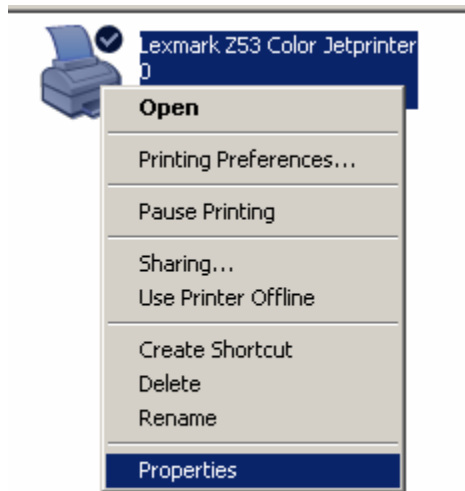 Lexmark Z53 Color Jetprinter
0
Open
Printing Preferences...
Pause Printing
Sharing...
Use Printer Offline
Create Shortcut
Delete
Rename
Properties